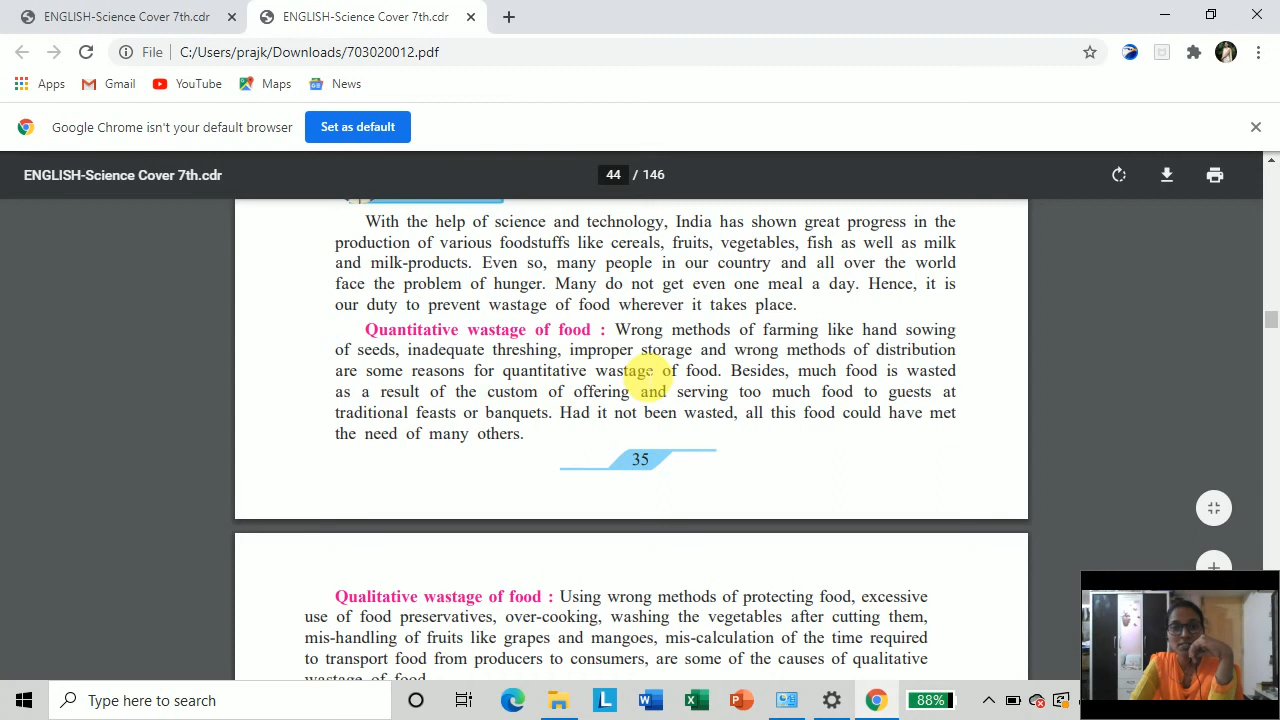 ENGLISH-Science Cover 7th.cdr
ENGLISH-Science Cover 7th.cdr
File C:/Users/prajk/Downloads/703020012.pdf
Apps Gmail YouTube Maps News
Google Chrome isn't your default browser Set as default
ENGLISH-Science Cover 7th.cdr 44 / 146
With the help of science and technology, India has shown great progress in the
production of various foodstuffs like cereals, fruits, vegetables, fish as well as milk
and milk-products. Even so, many people in our country and all over the world
face the problem of hunger. Many do not get even one meal a day. Hence, it is
our duty to prevent wastage of food wherever it takes place.
Quantitative wastage of food : Wrong methods of farming like hand sowing
of seeds, inadequate threshing, improper storage and wrong methods of distribution
are some reasons for quantitative wastage of food. Besides, much food is wasted
as a result of the custom of offering and serving too much food to guests at
traditional feasts or banquets. Had it not been wasted, all this food could have met
the need of many others.
35
Qualitative wastage of food : Using wrong methods of protecting food, excessive
use of food preservatives, over-cooking, washing the vegetables after cutting them,
mis-handling of fruits like grapes and mangoes, mis-calculation of the time required
to transport food from producers to consumers, are some of the causes of qualitative
wastage of food.
Type here to search
88%